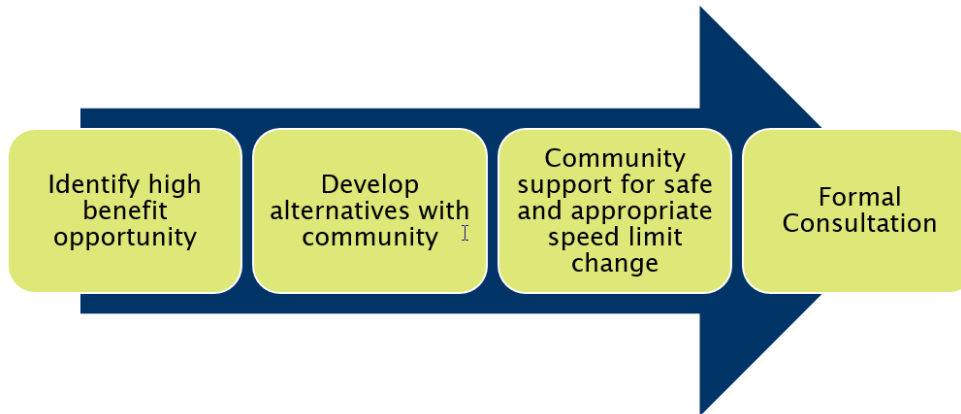 Identify high
benefit
opportunity
Develop
alternatives with
community
Community
support for safe
and appropriate
speed limit
change
Formal
Consultation